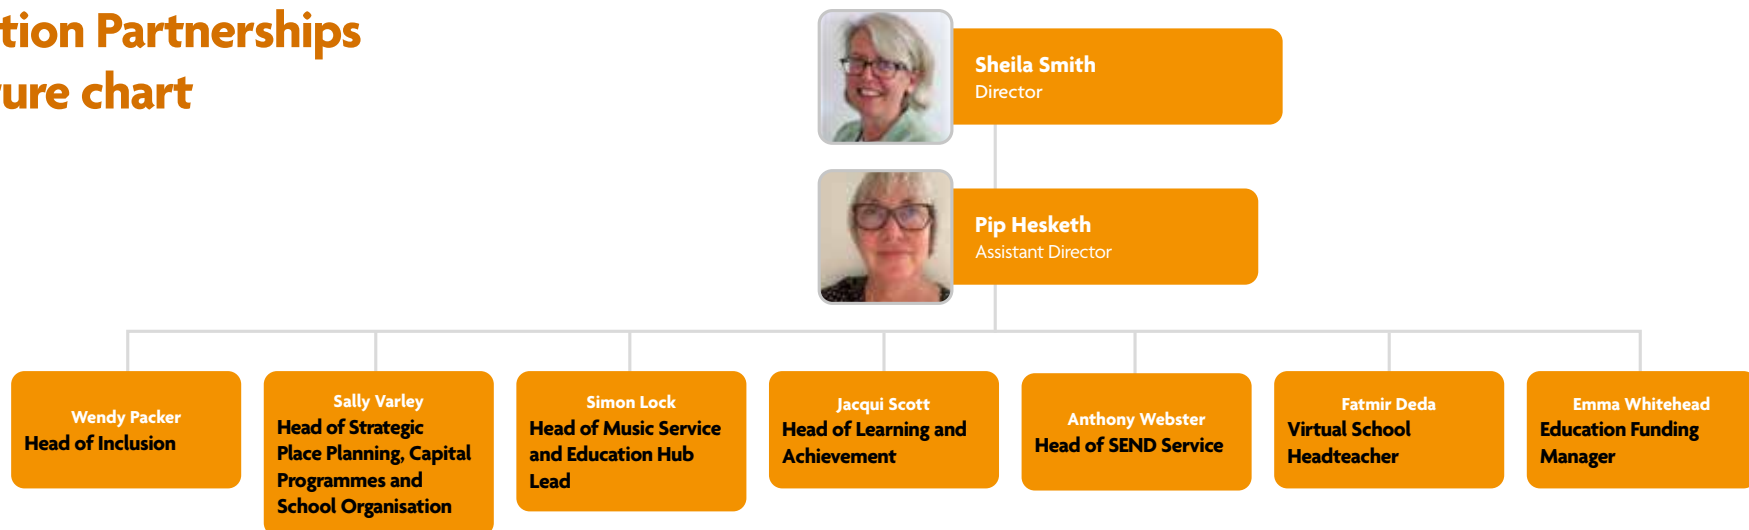 tion Partnerships
ure chart
Sheila Smith
Director
Pip Hesketh
Assistant Director
Wendy Packer
Head of Inclusion
Sally Varley
Head of Strategic
Place Planning, Capital
Programmes and
School Organisation
Simon Lock
Head of Music Service
and Education Hub
Lead
Jacqui Scott
Head of Learning and
Achievement
Anthony Webster
Head of SEND Service
Fatmir Deda
Virtual School
Headteacher
Emma Whitehead
Education Funding
Manager